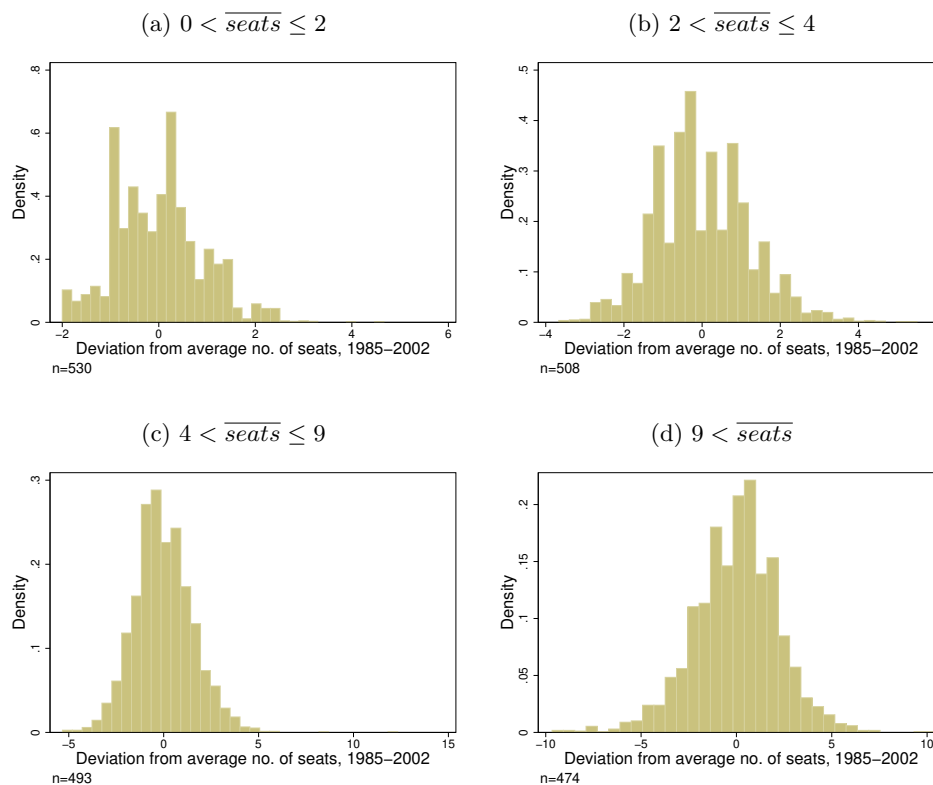 (a) 0 < \overline{seats} ≤ 2
.8
.6
.4
.2
0
Density
−2 0 2 4 6
Deviation from average no. of seats, 1985−2002
n=530
(b) 2 < \overline{seats} ≤ 4
.5
.4
.3
.2
.1
0
Density
−4 −2 0 2 4
Deviation from average no. of seats, 1985−2002
n=508
(c) 4 < \overline{seats} ≤ 9
.3
.2
.1
0
Density
−5 0 5 10 15
Deviation from average no. of seats, 1985−2002
n=493
(d) 9 < \overline{seats}
.2
.15
.1
.05
0
Density
−10 −5 0 5 10
Deviation from average no. of seats, 1985−2002
n=474